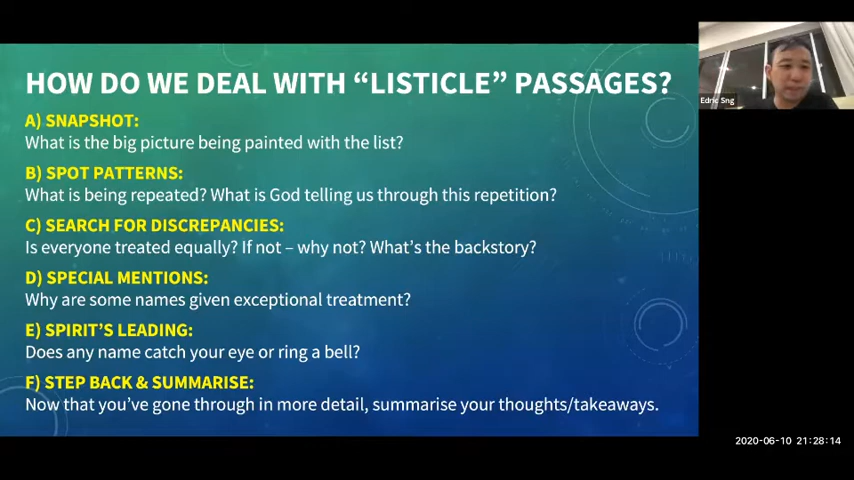 HOW DO WE DEAL WITH “LISTICLE” PASSAGES?
A) SNAPSHOT:
What is the big picture being painted with the list?
B) SPOT PATTERNS:
What is being repeated? What is God telling us through this repetition?
C) SEARCH FOR DISCREPANCIES:
Is everyone treated equally? If not – why not? What’s the backstory?
D) SPECIAL MENTIONS:
Why are some names given exceptional treatment?
E) SPIRIT’S LEADING:
Does any name catch your eye or ring a bell?
F) STEP BACK & SUMMARISE:
Now that you’ve gone through in more detail, summarise your thoughts/takeaways.
Edric Sng
2020-06-10 21:28:14